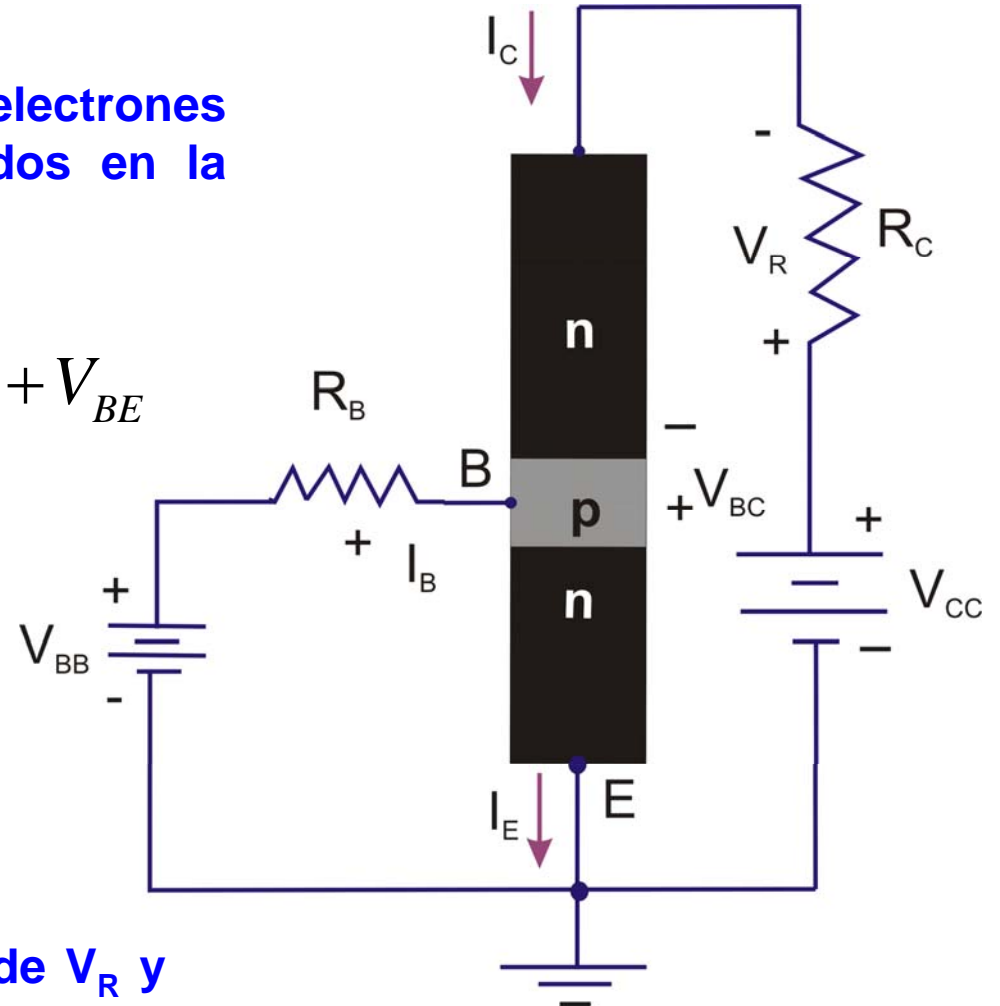 electrones
dos en la
+ V_BE
I_C
-
V_R
R_C
+
n
R_B
B
−
+ V_BC
p
+
I_B
n
+
V_BB
-
+
V_CC
−
I_E
E
de V_R y